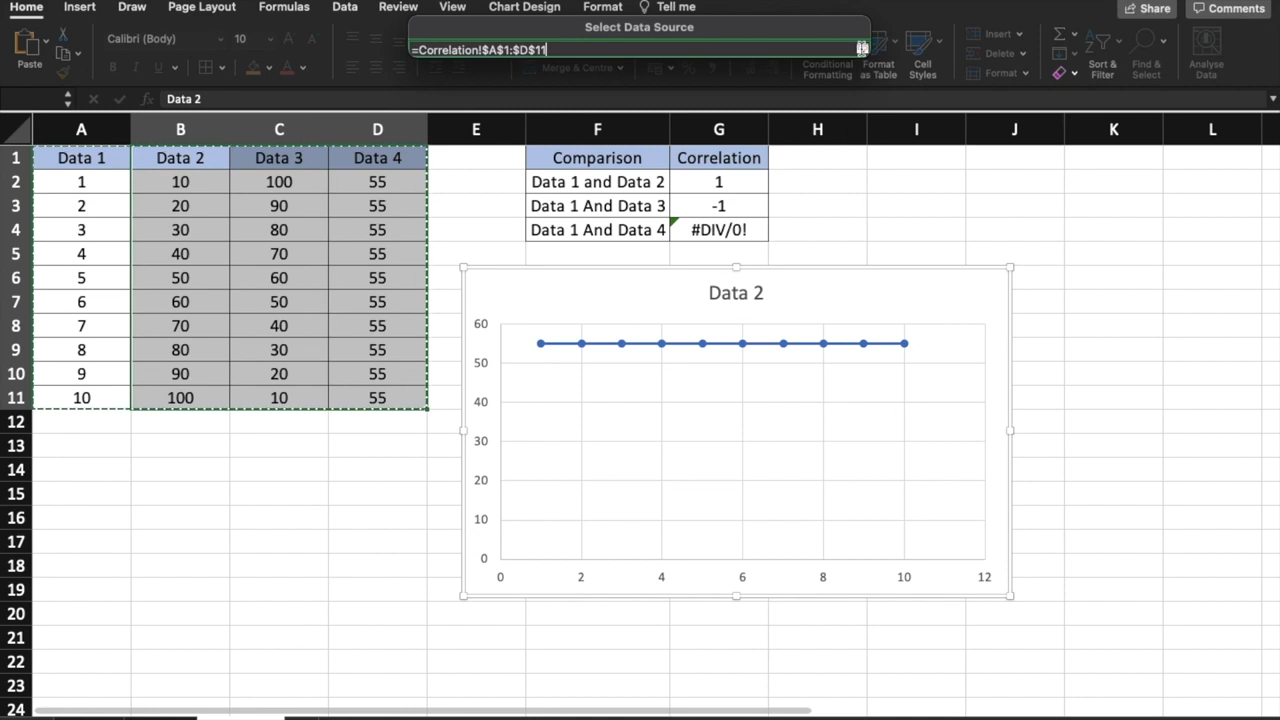 Home Insert Draw Page Layout Formulas Data Review View Chart Design Format Tell me Share Comments
Select Data Source
=Correlation!$A$1:$D$11
Paste Calibri (Body) 10 Merge & Centre Conditional Formatting Format as Table Cell Styles Insert Delete Format Sort & Filter Find & Select Analyse Data
B I U A
fx Data 2
A B C D E F G H I J K L
1 Data 1 Data 2 Data 3 Data 4 Comparison Correlation
2 1 10 100 55 Data 1 and Data 2 1
3 2 20 90 55 Data 1 And Data 3 -1
4 3 30 80 55 Data 1 And Data 4 #DIV/0!
5 4 40 70 55
6 5 50 60 55
7 6 60 50 55
8 7 70 40 55
9 8 80 30 55
10 9 90 20 55
11 10 100 10 55
12
13
14
15
16
17
18
19
20
21
22
23
24
Data 2
60
50
40
30
20
10
0
0 2 4 6 8 10 12